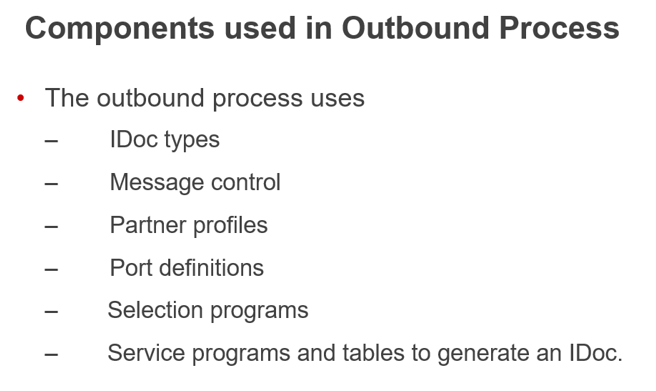 Components used in Outbound Process
• The outbound process uses
– IDoc types
– Message control
– Partner profiles
– Port definitions
– Selection programs
– Service programs and tables to generate an IDoc.